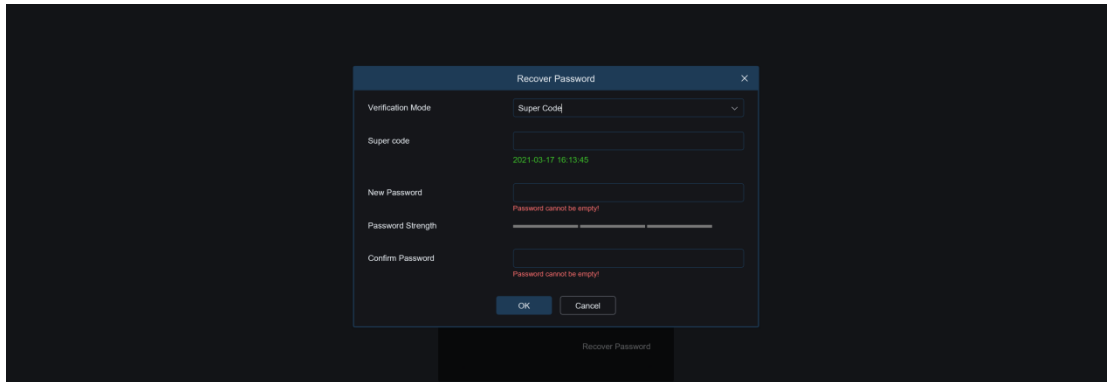 Recover Password
Verification Mode Super Code
Super code
2021-03-17 16:13:45
New Password
Password cannot be empty!
Password Strength
Confirm Password
Password cannot be empty!
OK Cancel
Recover Password